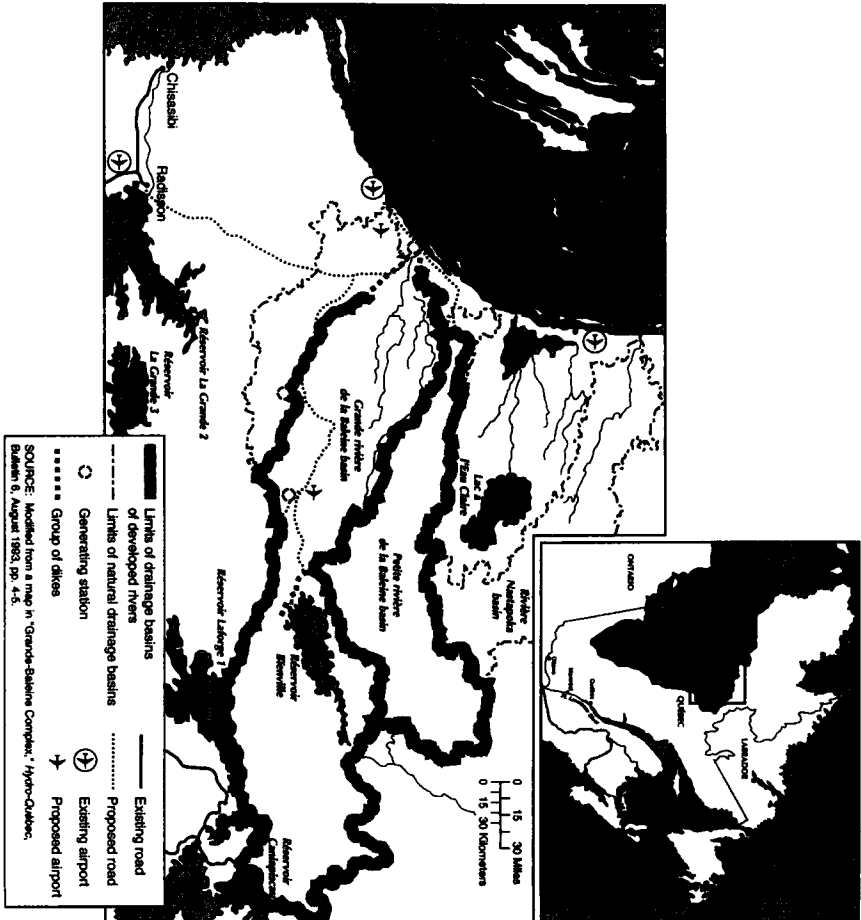 Chisasibi
Radisson
Réservoir La Grande 2
Réservoir
La Grande 3
Grande rivière
de la Baleine basin
Lac à
l'Eau Claire
Petite rivière
de la Baleine basin
Rivière
Nastapoka
basin
Réservoir
Bienville
Réservoir Laforge 1
Réservoir
Caniapiscau
0 15 30 Miles
0 15 30 Kilometers
ONTARIO
QUÉBEC
LABRADOR
Limits of drainage basins
of developed rivers
Limits of natural drainage basins
Generating station
Group of dikes
Existing road
Proposed road
Existing airport
Proposed airport
SOURCE: Modified from a map in "Grande-Baleine Complex," Hydro-Québec,
Bulletin 6, August 1993, pp. 4-5.